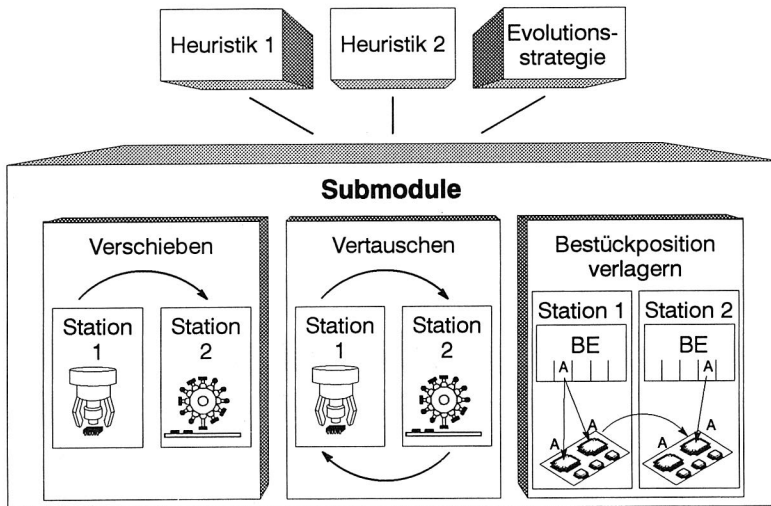 Heuristik 1
Heuristik 2
Evolutions-
strategie
Submodule
Verschieben
Station
1
Station
2
Vertauschen
Station
1
Station
2
Bestückposition
verlagern
Station 1
BE
A
A
A
Station 2
BE
A
A
A